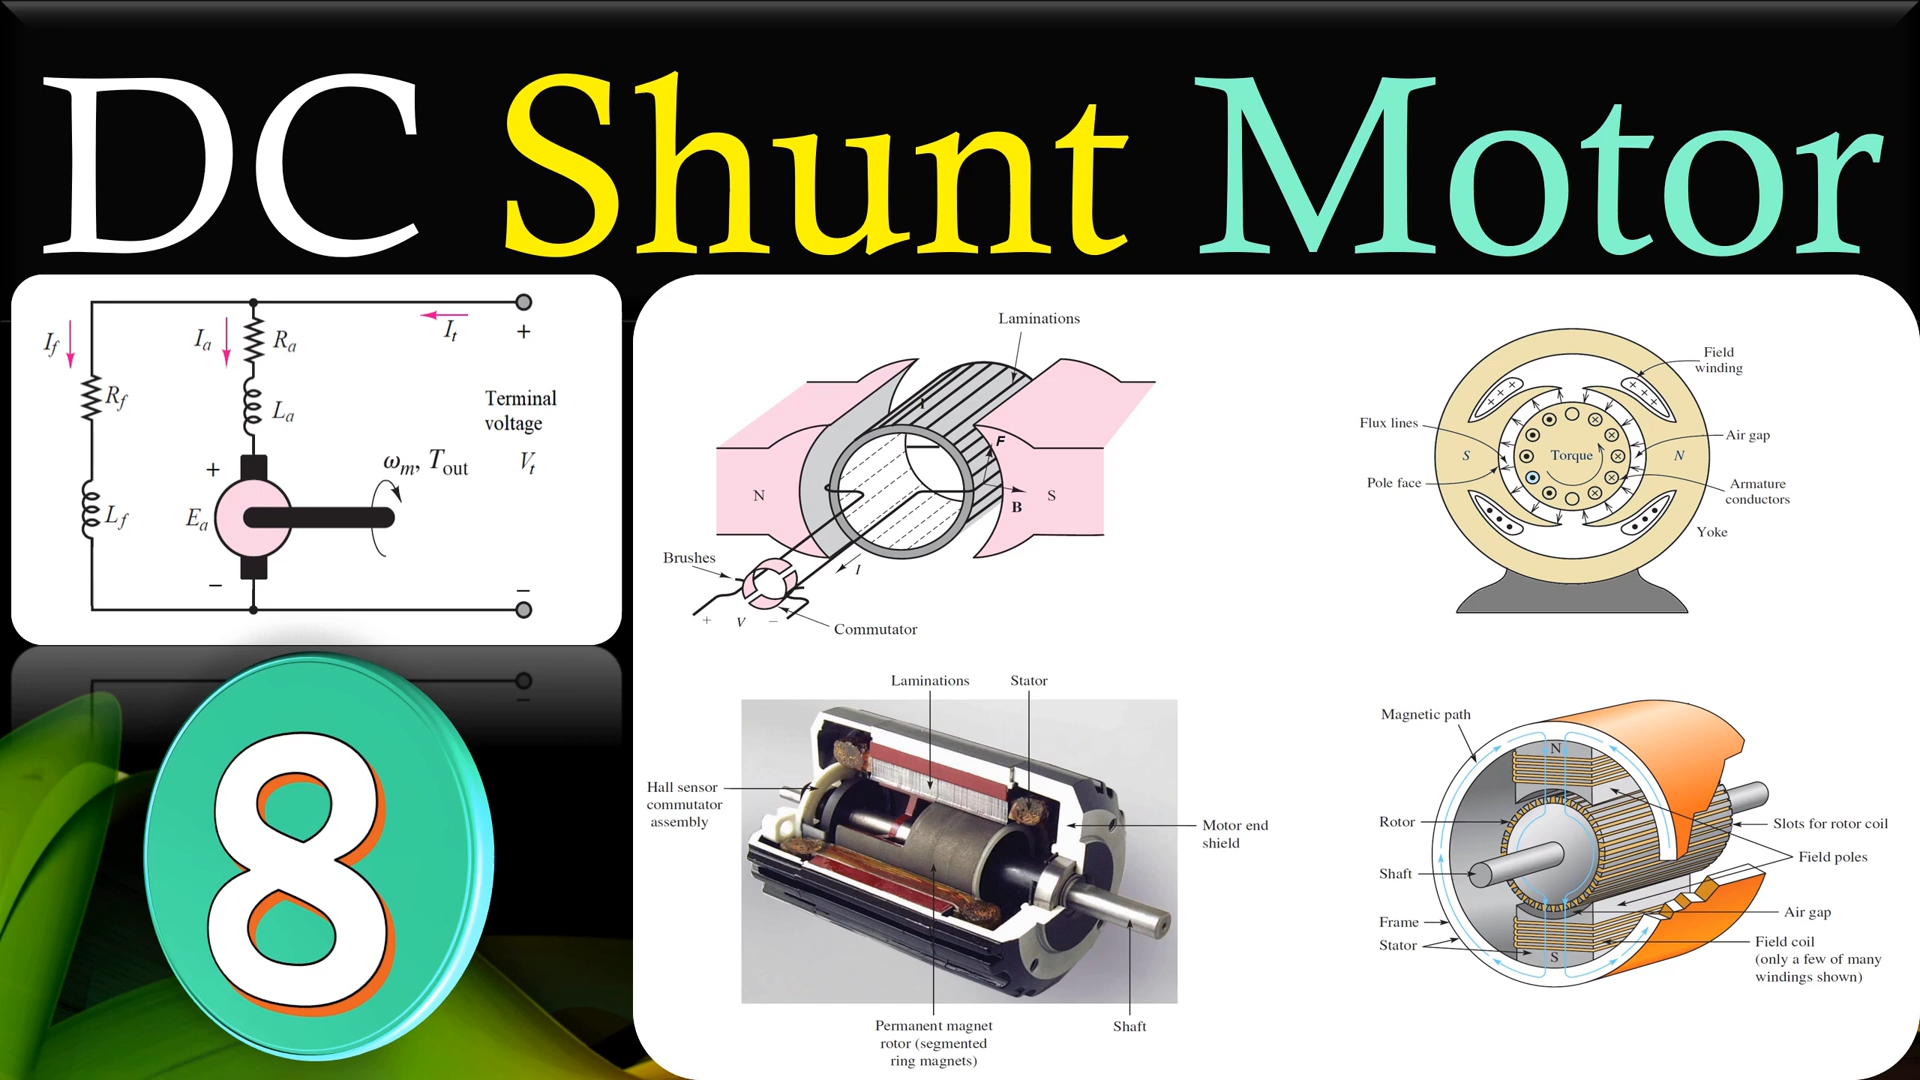 DC Shunt Motor
I_t
+
I_f
I_a
R_a
R_f
L_a
Terminal
voltage
V_t
+
ω_m, T_out
L_f
E_a
−
−
8
Laminations
F
N
S
B
Brushes
I
+ V −
Commutator
Field
winding
Flux lines
Air gap
S
Torque
N
Pole face
Armature
conductors
Yoke
Laminations
Stator
Hall sensor
commutator
assembly
Motor end
shield
Permanent magnet
rotor (segmented
ring magnets)
Shaft
Magnetic path
N
Rotor
Slots for rotor coil
Field poles
Shaft
Air gap
Frame
Stator
Field coil
(only a few of many
windings shown)
S